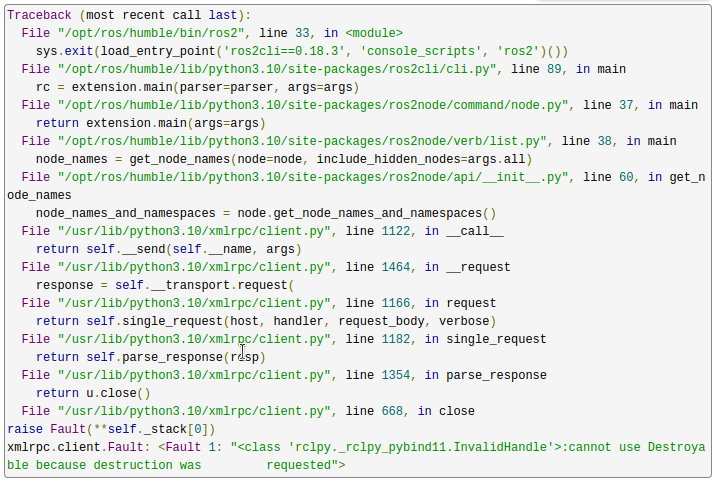 Traceback (most recent call last):
  File "/opt/ros/humble/bin/ros2", line 33, in <module>
    sys.exit(load_entry_point('ros2cli==0.18.3', 'console_scripts', 'ros2')())
  File "/opt/ros/humble/lib/python3.10/site-packages/ros2cli/cli.py", line 89, in main
    rc = extension.main(parser=parser, args=args)
  File "/opt/ros/humble/lib/python3.10/site-packages/ros2node/command/node.py", line 37, in main
    return extension.main(args=args)
  File "/opt/ros/humble/lib/python3.10/site-packages/ros2node/verb/list.py", line 38, in main
    node_names = get_node_names(node=node, include_hidden_nodes=args.all)
  File "/opt/ros/humble/lib/python3.10/site-packages/ros2node/api/__init__.py", line 60, in get_n
ode_names
    node_names_and_namespaces = node.get_node_names_and_namespaces()
  File "/usr/lib/python3.10/xmlrpc/client.py", line 1122, in __call__
    return self.__send(self.__name, args)
  File "/usr/lib/python3.10/xmlrpc/client.py", line 1464, in __request
    response = self.__transport.request(
  File "/usr/lib/python3.10/xmlrpc/client.py", line 1166, in request
    return self.single_request(host, handler, request_body, verbose)
  File "/usr/lib/python3.10/xmlrpc/client.py", line 1182, in single_request
    return self.parse_response(resp)
  File "/usr/lib/python3.10/xmlrpc/client.py", line 1354, in parse_response
    return u.close()
  File "/usr/lib/python3.10/xmlrpc/client.py", line 668, in close
raise Fault(**self._stack[0])
xmlrpc.client.Fault: <Fault 1: "<class 'rclpy._rclpy_pybind11.InvalidHandle'>:cannot use Destroya
ble because destruction was         requested">